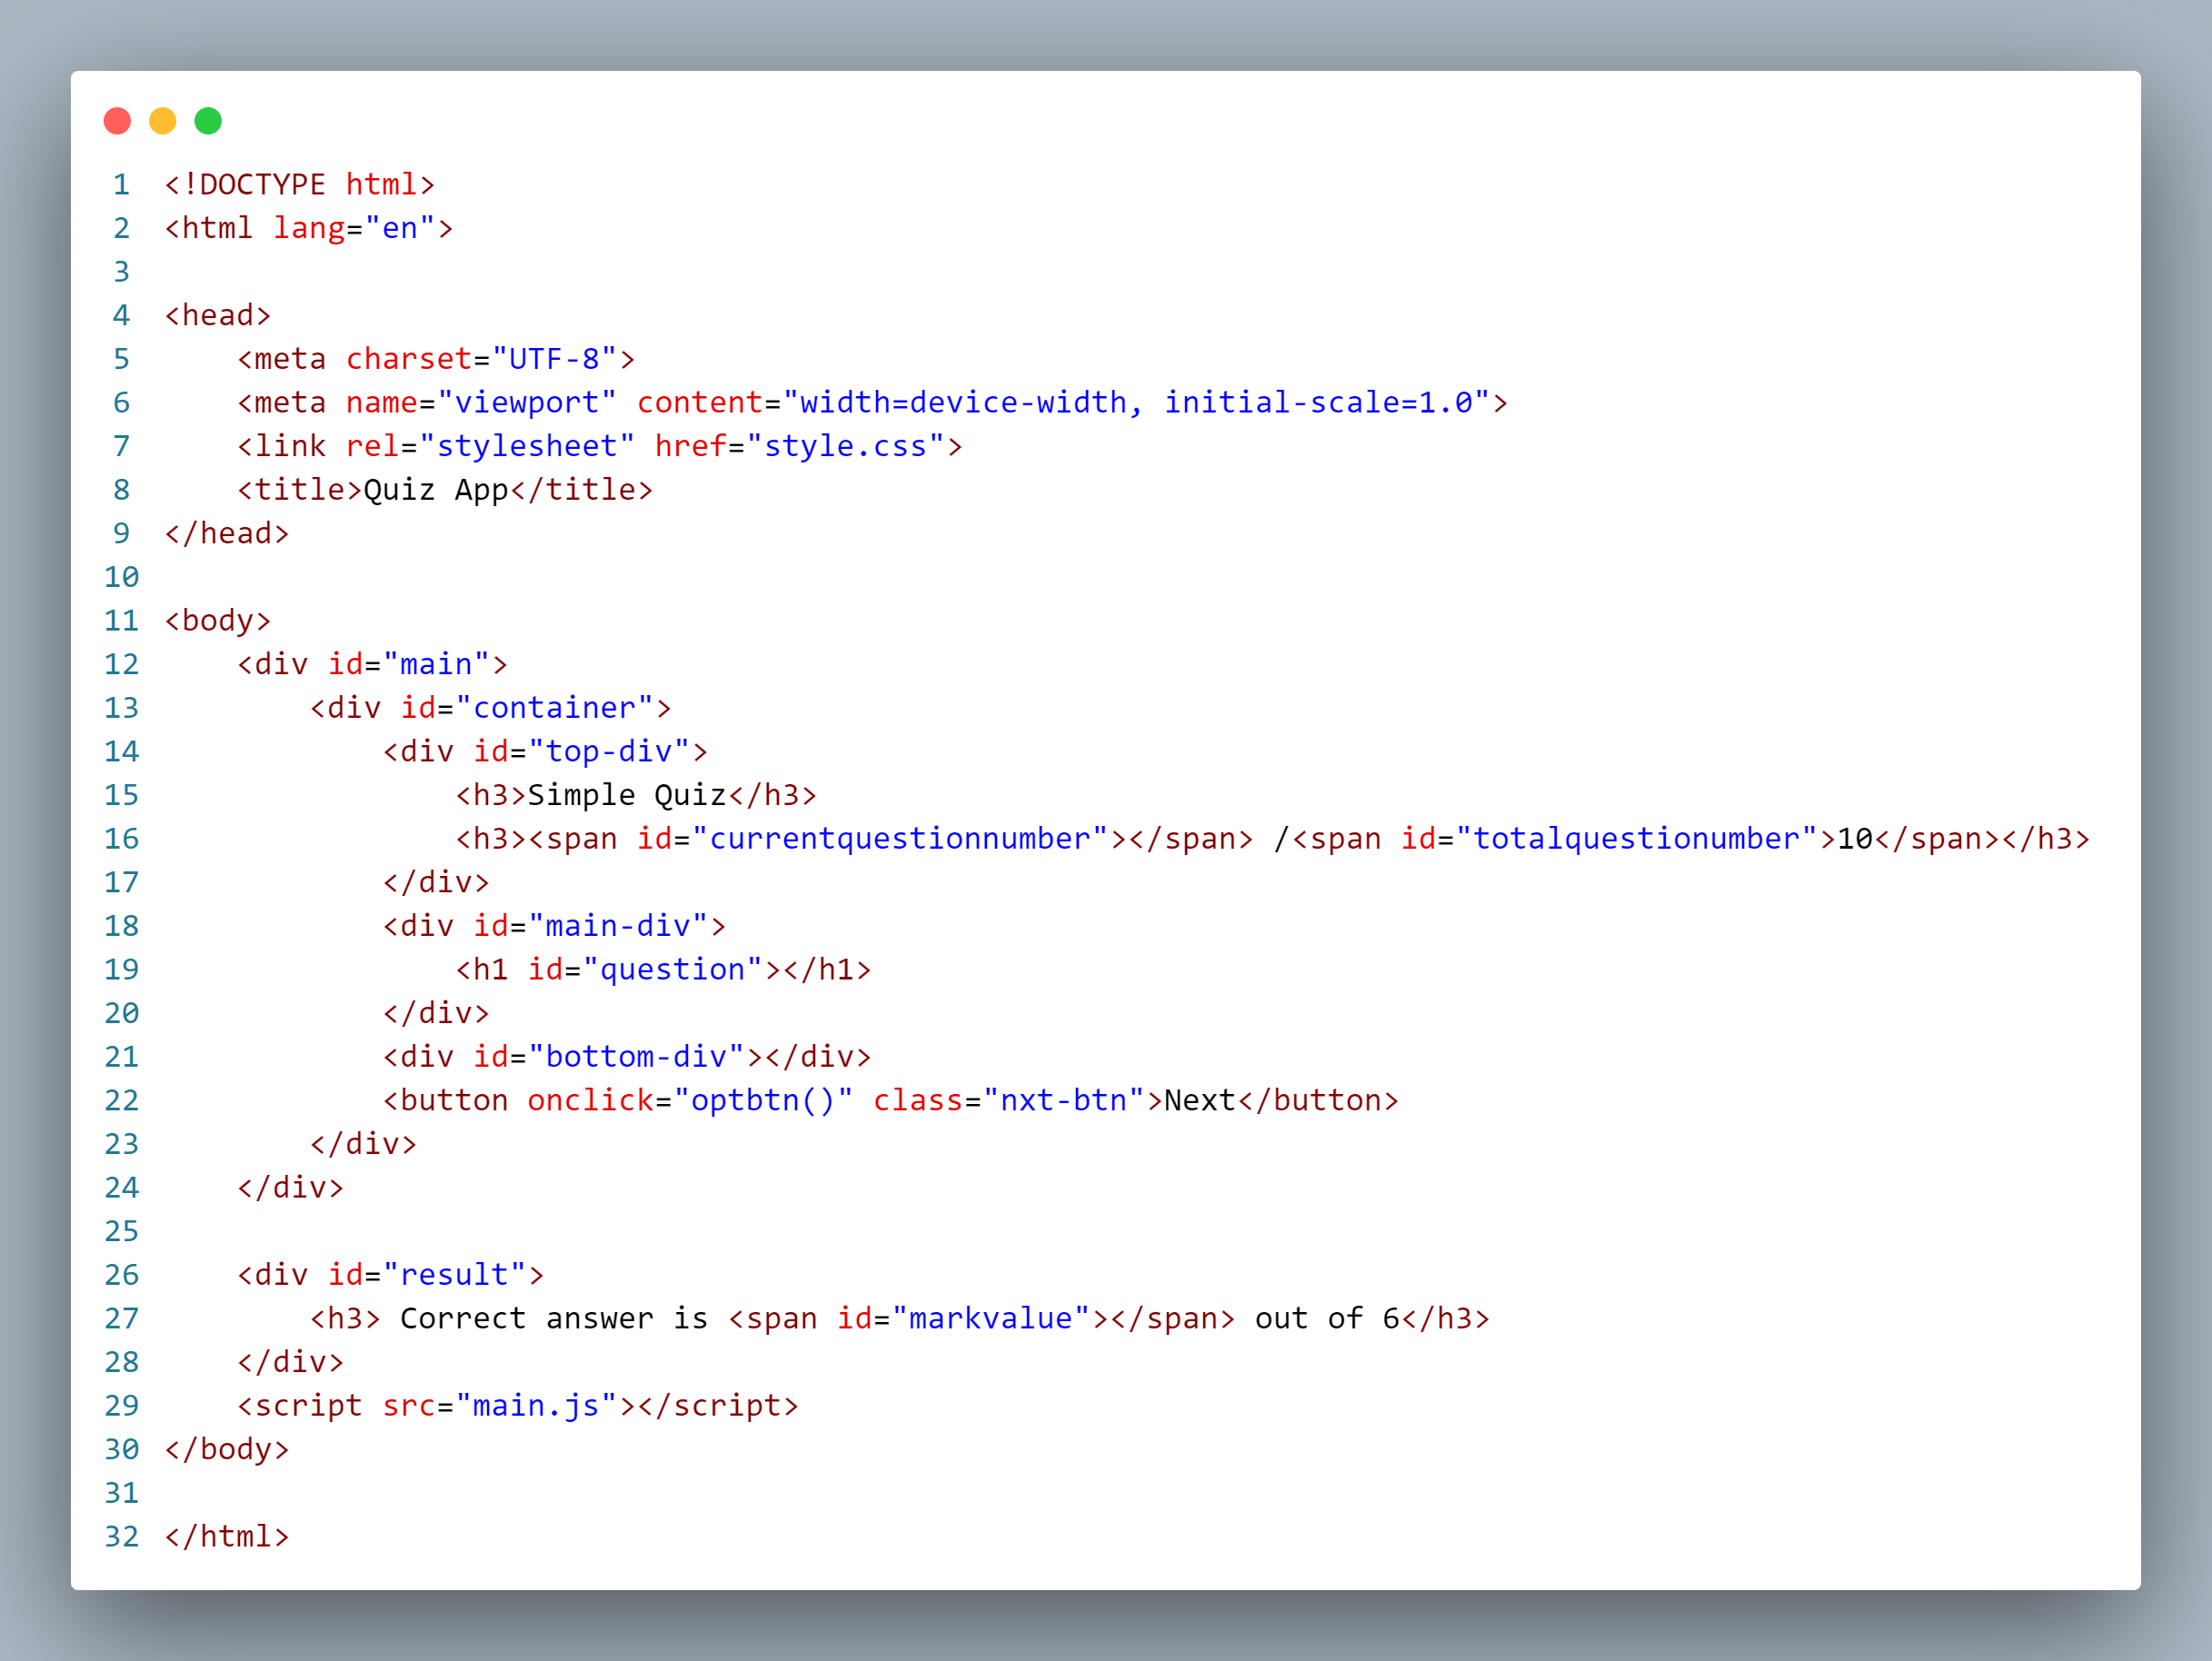 1 <!DOCTYPE html>
2 <html lang="en">
3
4 <head>
5     <meta charset="UTF-8">
6     <meta name="viewport" content="width=device-width, initial-scale=1.0">
7     <link rel="stylesheet" href="style.css">
8     <title>Quiz App</title>
9 </head>
10
11 <body>
12     <div id="main">
13         <div id="container">
14             <div id="top-div">
15                 <h3>Simple Quiz</h3>
16                 <h3><span id="currentquestionnumber"></span> /<span id="totalquestionumber">10</span></h3>
17             </div>
18             <div id="main-div">
19                 <h1 id="question"></h1>
20             </div>
21             <div id="bottom-div"></div>
22             <button onclick="optbtn()" class="nxt-btn">Next</button>
23         </div>
24     </div>
25
26     <div id="result">
27         <h3> Correct answer is <span id="markvalue"></span> out of 6</h3>
28     </div>
29     <script src="main.js"></script>
30 </body>
31
32 </html>